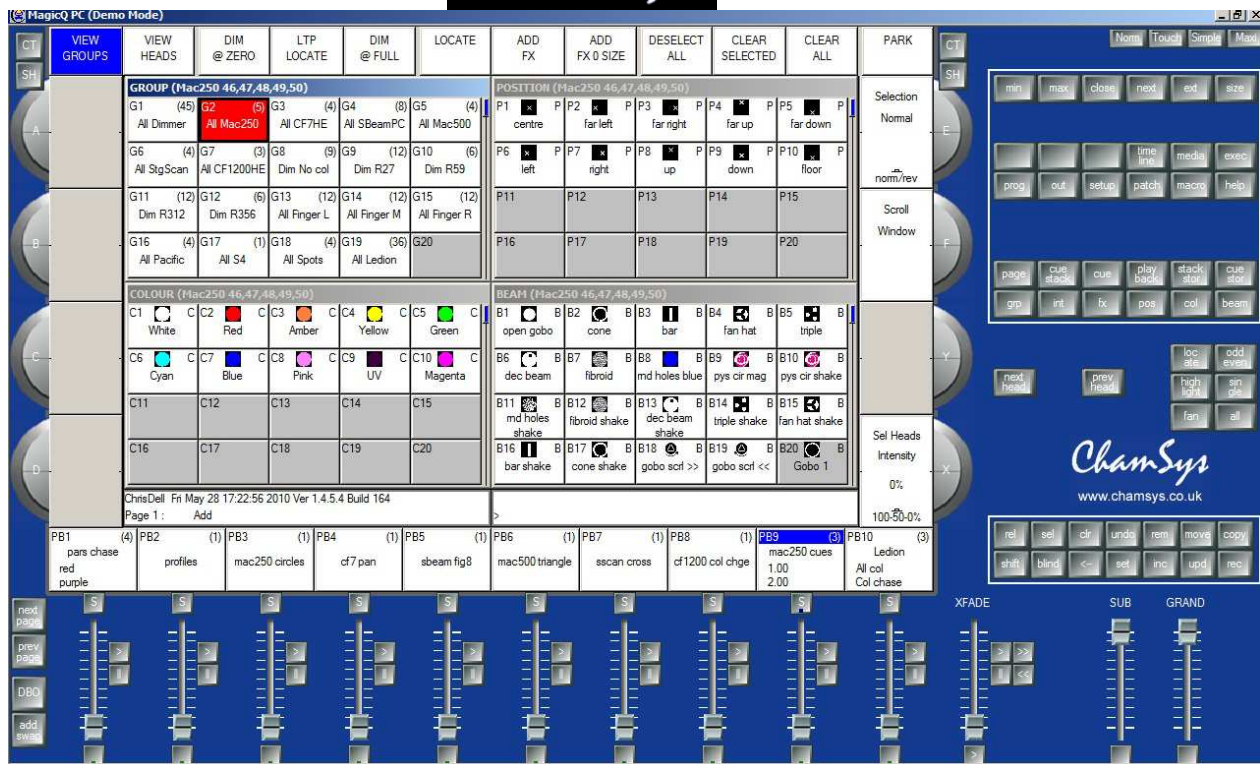 MagicQ PC (Demo Mode)
Norm Touch Simple Maxi
CT
SH
VIEW GROUPS
VIEW HEADS
DIM @ ZERO
LTP LOCATE
DIM @ FULL
LOCATE
ADD FX
ADD FX 0 SIZE
DESELECT ALL
CLEAR SELECTED
CLEAR ALL
PARK
CT
SH
min max close next ext size
time line media exec
prog out setup patch macro help
page cue stack cue play back stack stor cue stor
grp int fx pos col beam
loc ate odd even
next head prev head high light sin gle
fan all
ChamSys
www.chamsys.co.uk
rel sel clr undo rem move copy
shift blind <- set inc upd rec
A
B
C
D
E
F
Y
X
GROUP (Mac250 46,47,48,49,50)
G1 (45) G2 (5) G3 (4) G4 (8) G5 (4)
All Dimmer All Mac250 All CF7HE All SBeamPC All Mac500
G6 (4) G7 (3) G8 (9) G9 (12) G10 (6)
All StgScan All CF1200HE Dim No col Dim R27 Dim R59
G11 (12) G12 (6) G13 (12) G14 (12) G15 (12)
Dim R312 Dim R356 All Finger L All Finger M All Finger R
G16 (4) G17 (1) G18 (4) G19 (36) G20
All Pacific All S4 All Spots All Ledion
POSITION (Mac250 46,47,48,49,50)
P1 P P2 P P3 P P4 P P5 P
centre far left far right far up far down
P6 P P7 P P8 P P9 P P10 P
left right up down floor
P11 P12 P13 P14 P15
P16 P17 P18 P19 P20
COLOUR (Mac250 46,47,48,49,50)
C1 C C2 C C3 C C4 C C5 C
White Red Amber Yellow Green
C6 C C7 C C8 C C9 C C10 C
Cyan Blue Pink UV Magenta
C11 C12 C13 C14 C15
C16 C17 C18 C19 C20
BEAM (Mac250 46,47,48,49,50)
B1 B B2 B B3 B B4 B B5 B
open gobo cone bar fan hat triple
B6 B B7 B B8 B B9 B B10 B
dec beam fibroid md holes blue pys cir mag pys cir shake
B11 B B12 B B13 B B14 B B15 B
md holes shake fibroid shake dec beam shake triple shake fan hat shake
B16 B B17 B B18 B B19 B B20 B
bar shake cone shake gobo scrl >> gobo scrl << Gobo 1
Selection
Normal
norm/rev
Scroll
Window
Sel Heads
Intensity
0%
100-50-0%
ChrisDell Fri May 28 17:22:56 2010 Ver 1.4.5.4 Build 164
Page 1 : Add
>
PB1 (4) PB2 (1) PB3 (1) PB4 (1) PB5 (1) PB6 (1) PB7 (1) PB8 (1) PB9 (3) PB10 (3)
pars chase profiles mac250 circles cf7 pan sbeam fig8 mac500 triangle sscan cross cf1200 col chge mac250 cues Ledion
red 1.00 All col
purple 2.00 Col chase
next page
prev page
DBO
add swap
S S S S S S S S S S
> > > > > > > > > >
|| || || || || || || || || ||
XFADE
> >>
|| <<
>
SUB
GRAND